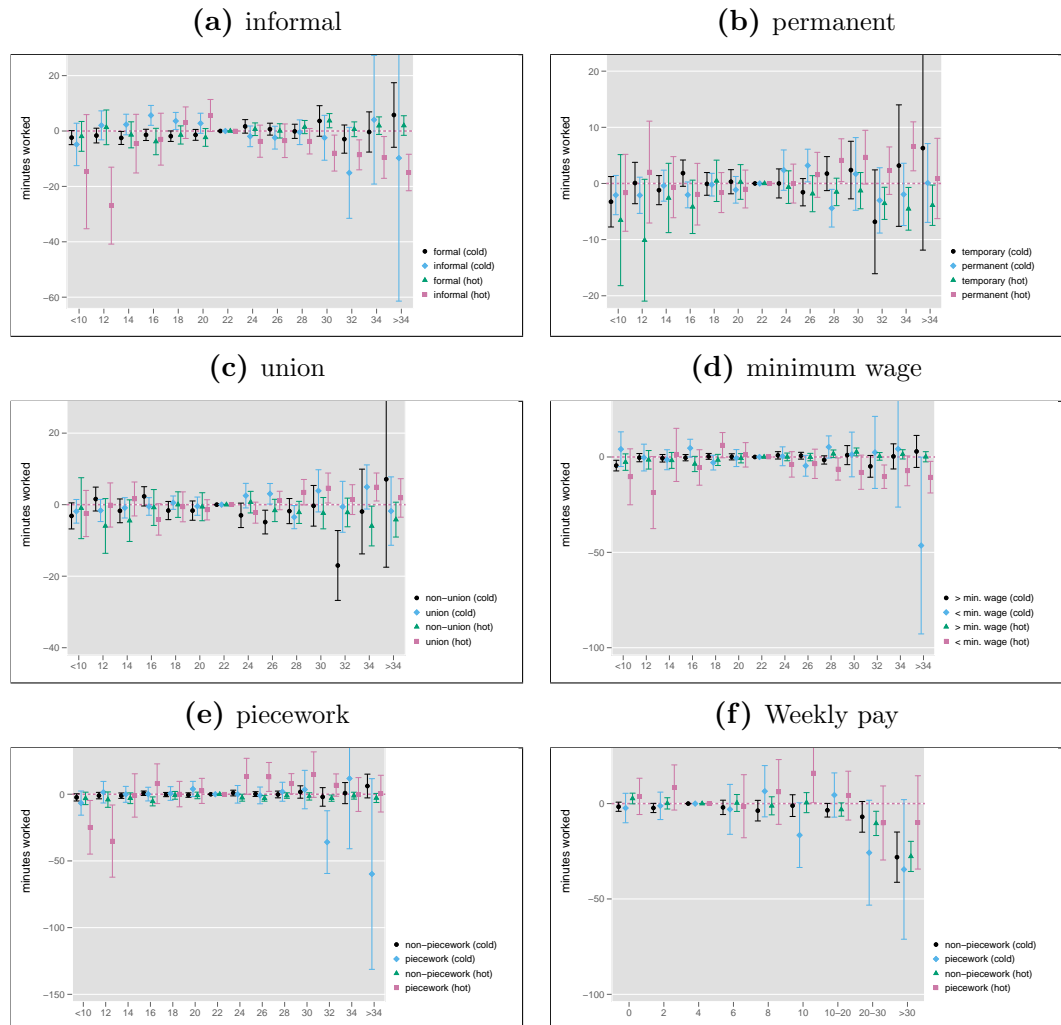 (a) informal
minutes worked
20
0
−20
−40
−60
formal (cold)
informal (cold)
formal (hot)
informal (hot)
<10 12 14 16 18 20 22 24 26 28 30 32 34 >34
(b) permanent
minutes worked
20
10
0
−10
−20
temporary (cold)
permanent (cold)
temporary (hot)
permanent (hot)
<10 12 14 16 18 20 22 24 26 28 30 32 34 >34
(c) union
minutes worked
20
0
−20
−40
non−union (cold)
union (cold)
non−union (hot)
union (hot)
<10 12 14 16 18 20 22 24 26 28 30 32 34 >34
(d) minimum wage
minutes worked
0
−50
−100
> min. wage (cold)
< min. wage (cold)
> min. wage (hot)
< min. wage (hot)
<10 12 14 16 18 20 22 24 26 28 30 32 34 >34
(e) piecework
minutes worked
0
−50
−100
−150
non−piecework (cold)
piecework (cold)
non−piecework (hot)
piecework (hot)
<10 12 14 16 18 20 22 24 26 28 30 32 34 >34
(f) Weekly pay
minutes worked
0
−50
−100
non−piecework (cold)
piecework (cold)
non−piecework (hot)
piecework (hot)
0 2 4 6 8 10 10−20 20−30 >30